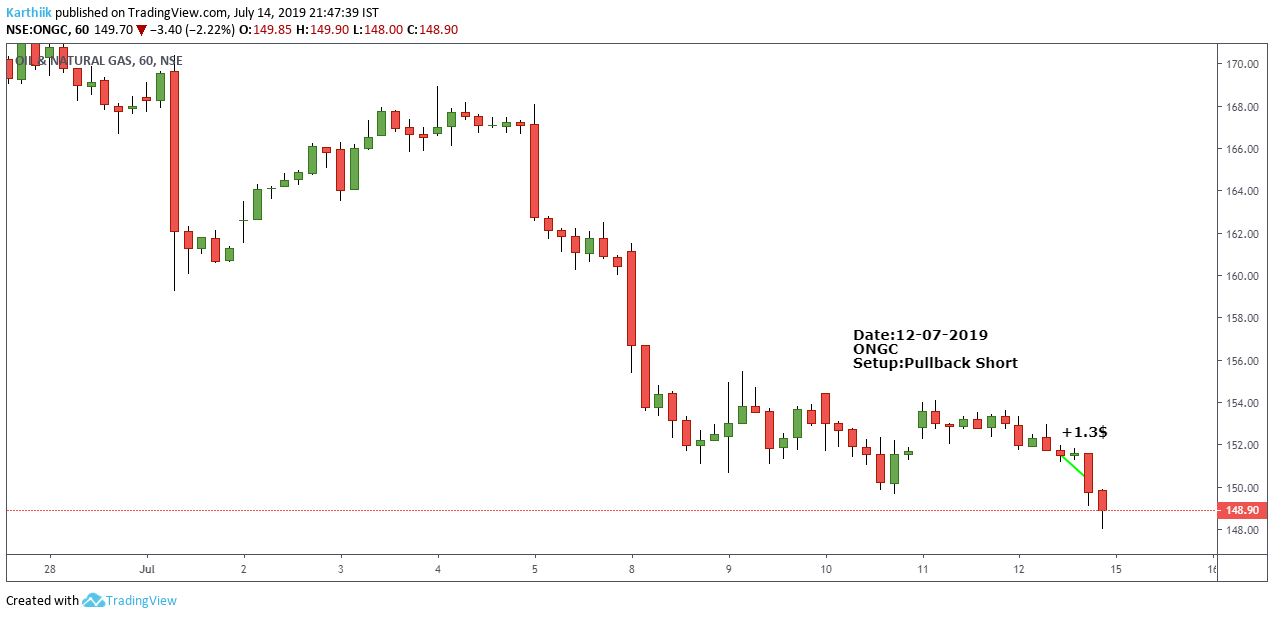 Karthiik published on TradingView.com, July 14, 2019 21:47:39 IST
NSE:ONGC, 60 149.70 ▼ −3.40 (−2.22%) O:149.85 H:149.90 L:148.00 C:148.90
OIL & NATURAL GAS, 60, NSE
170.00
168.00
166.00
164.00
162.00
160.00
158.00
156.00
154.00
152.00
150.00
148.90
148.00
Date:12-07-2019
ONGC
Setup:Pullback Short
+1.3$
28 Jul 2 3 4 5 8 9 10 11 12 15 16
Created with TradingView